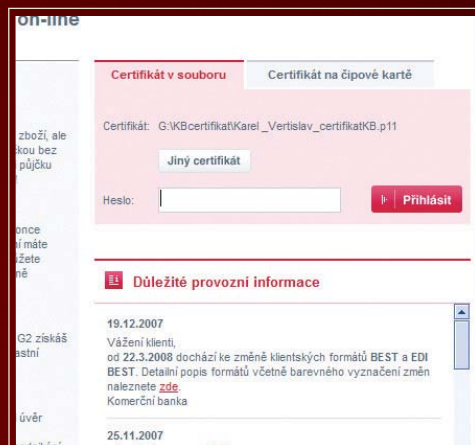 on-line
zboží, ale
kou bez
půjčku
once
ní máte
žete
ně
G2 získáš
astní
úvěr
Certifikát v souboru
Certifikát na čipové kartě
Certifikát: G:\KBcertifikat\Karel _Vertislav_certifikatKB.p11
Jiný certifikát
Heslo:
Přihlásit
Důležité provozní informace
19.12.2007
Vážení klienti,
od 22.3.2008 dochází ke změně klientských formátů BEST a EDI
BEST. Detailní popis formátů včetně barevného vyznačení změn
naleznete zde.
Komerční banka
25.11.2007